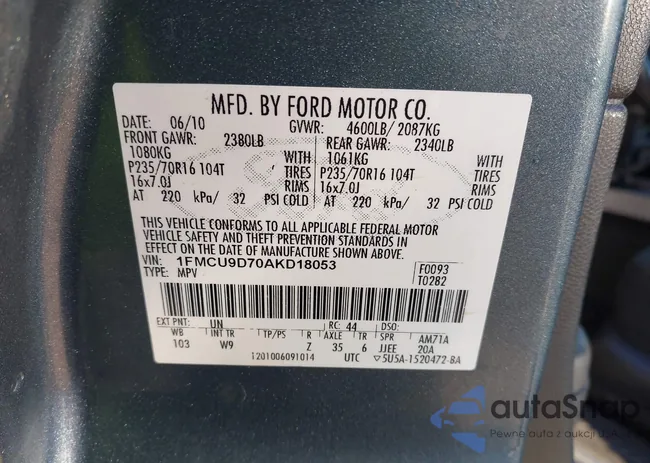 MFD. BY FORD MOTOR CO.
DATE: 06/10 GVWR: 4600LB/ 2087KG
FRONT GAWR: 2380LB REAR GAWR: 2340LB
1080KG WITH 1061KG WITH
P235/70R16 104T TIRES P235/70R16 104T TIRES
16x7.0J RIMS 16x7.0J RIMS
AT 220 kPa/ 32 PSI COLD AT 220 kPa/ 32 PSI COLD
THIS VEHICLE CONFORMS TO ALL APPLICABLE FEDERAL MOTOR
VEHICLE SAFETY AND THEFT PREVENTION STANDARDS IN
EFFECT ON THE DATE OF MANUFACTURE SHOWN ABOVE.
VIN: 1FMCU9D70AKD18053 F0093
TYPE: MPV T0282
EXT PNT: UN RC: 44 DSO:
WB INT TR TP/PS R AXLE TR SPR AM71A
103 W9 Z 35 6 JJEE 20A
1201006091014 UTC 5U5A-1520472-BA
autaSnap
Pewne auta z aukcji u